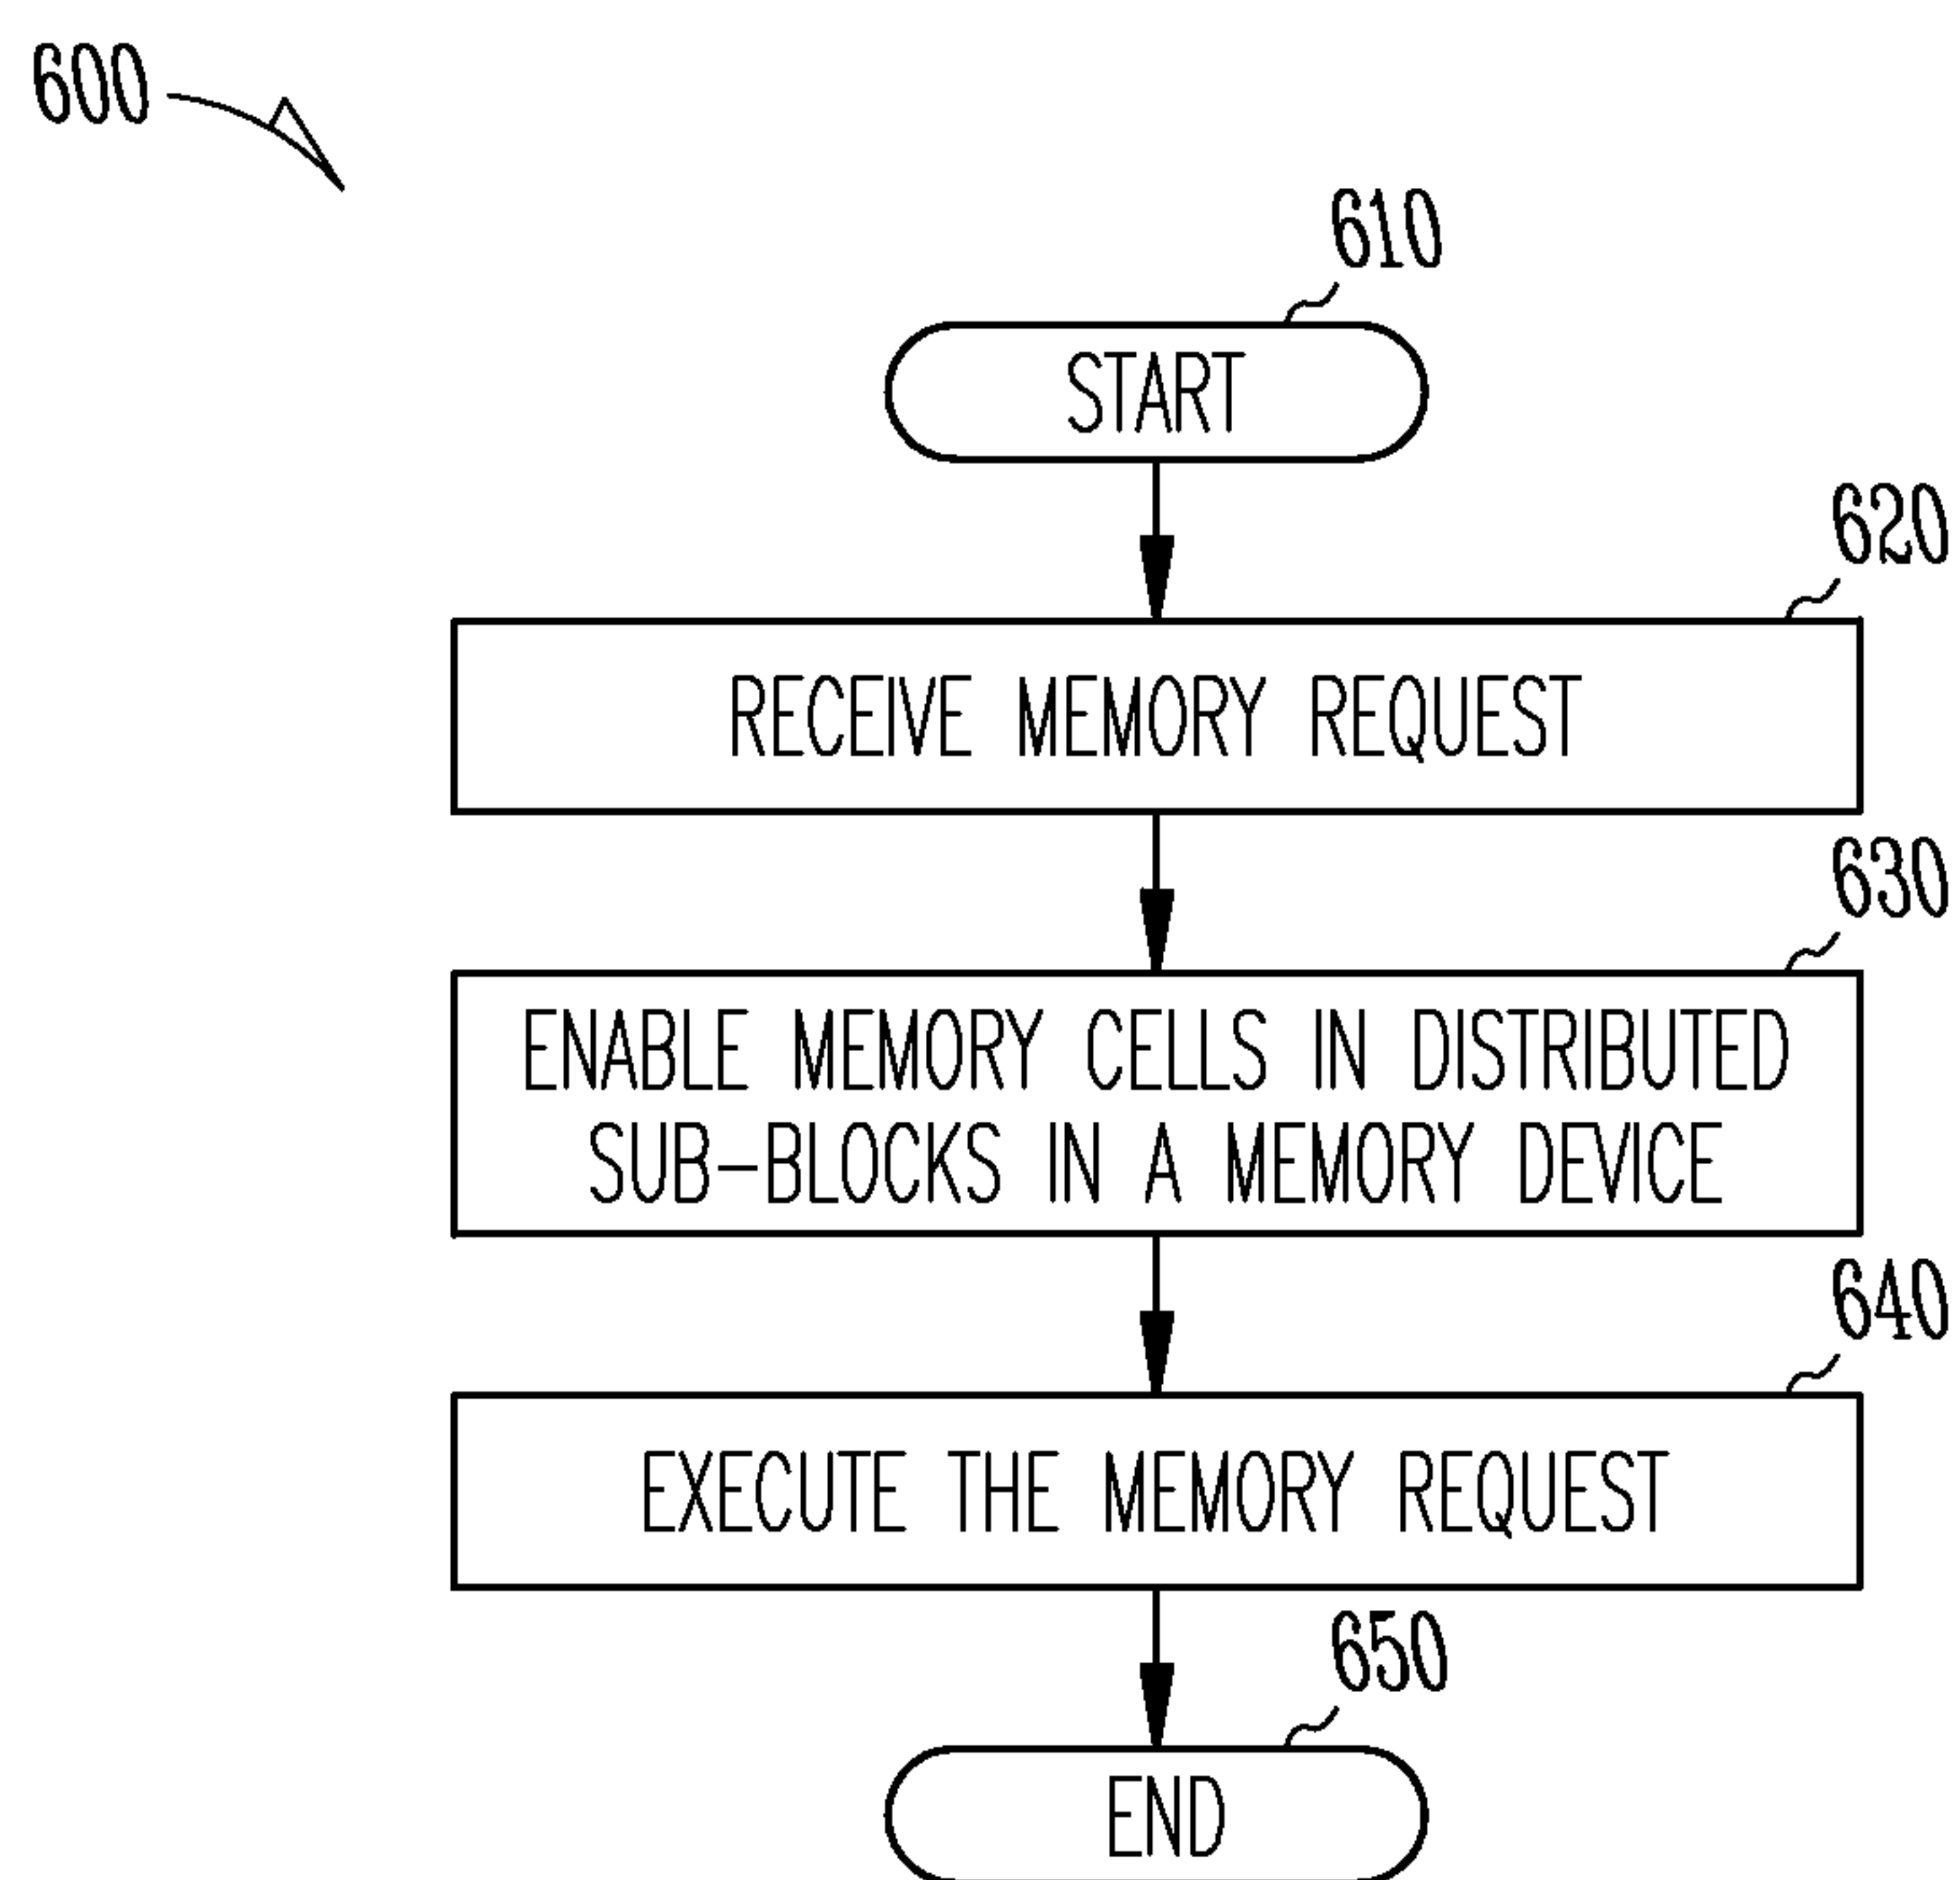 600
610
START
620
RECEIVE MEMORY REQUEST
630
ENABLE MEMORY CELLS IN DISTRIBUTED
SUB-BLOCKS IN A MEMORY DEVICE
640
EXECUTE THE MEMORY REQUEST
650
END